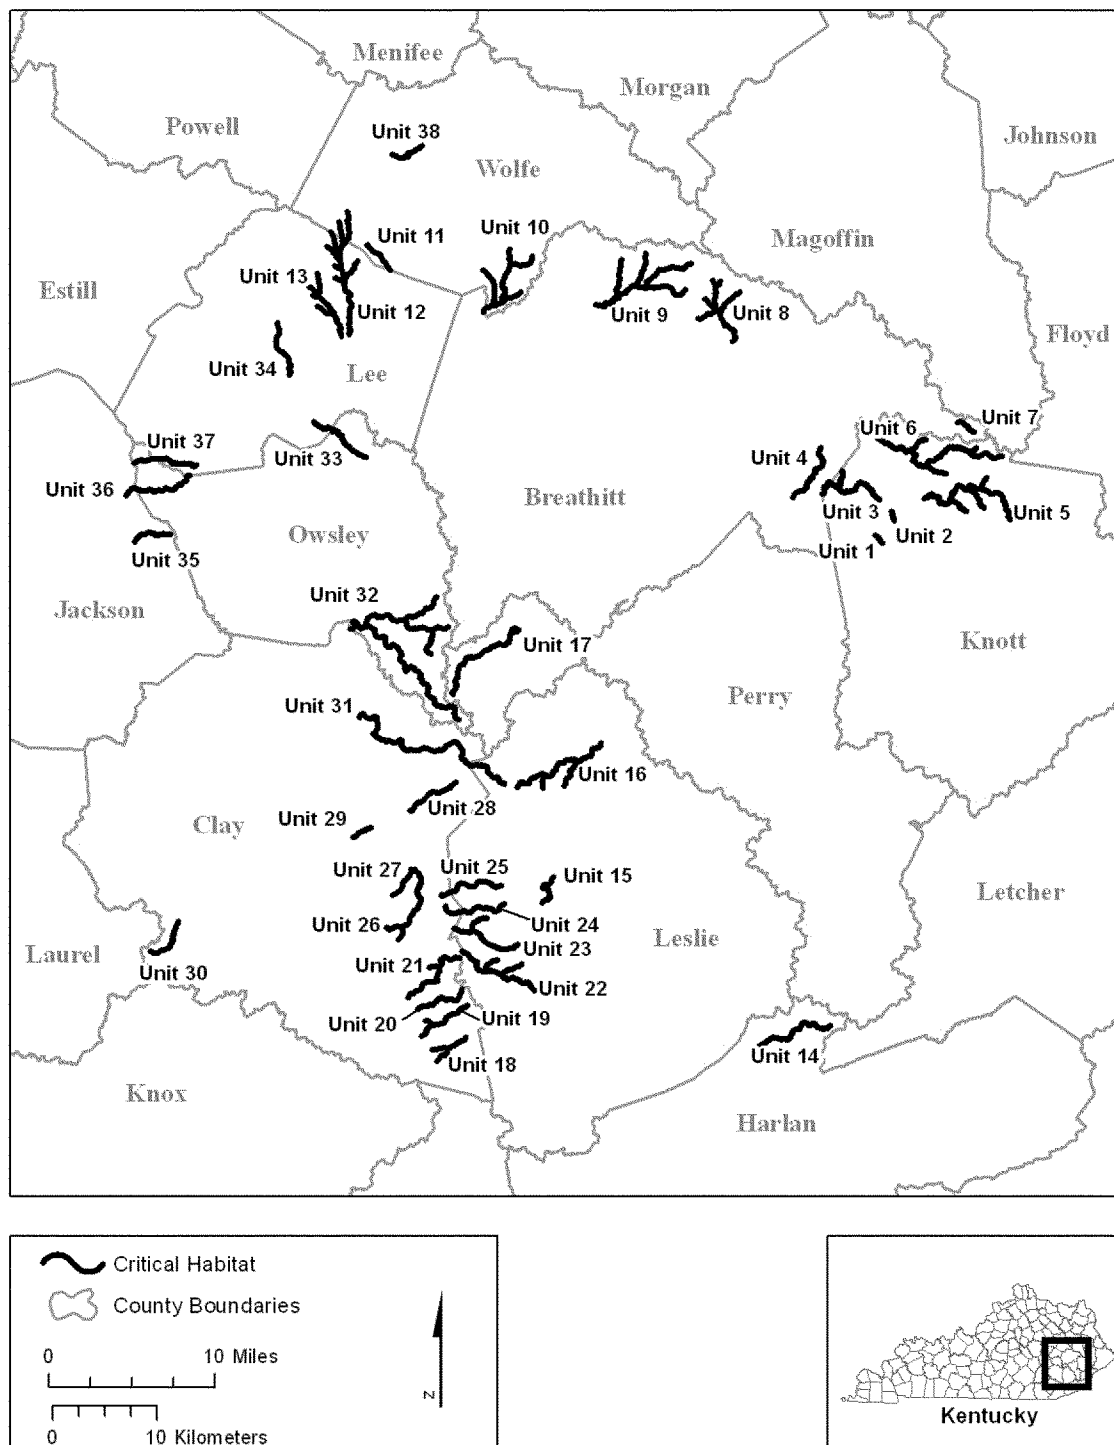 Menifee
Morgan
Powell
Unit 38
Johnson
Wolfe
Unit 10
Unit 11
Magoffin
Unit 13
Estill
Unit 12
Unit 9
Unit 8
Floyd
Unit 34
Lee
Unit 7
Unit 6
Unit 37
Unit 33
Unit 4
Unit 36
Breathitt
Unit 3
Unit 5
Unit 2
Owsley
Unit 1
Unit 35
Unit 32
Jackson
Unit 17
Knott
Perry
Unit 31
Unit 16
Unit 28
Unit 29
Clay
Unit 27
Unit 25
Unit 15
Letcher
Unit 26
Unit 24
Leslie
Unit 23
Laurel
Unit 21
Unit 30
Unit 22
Unit 20
Unit 19
Unit 14
Unit 18
Knox
Harlan
Critical Habitat
County Boundaries
0 10 Miles
0 10 Kilometers
N
Kentucky